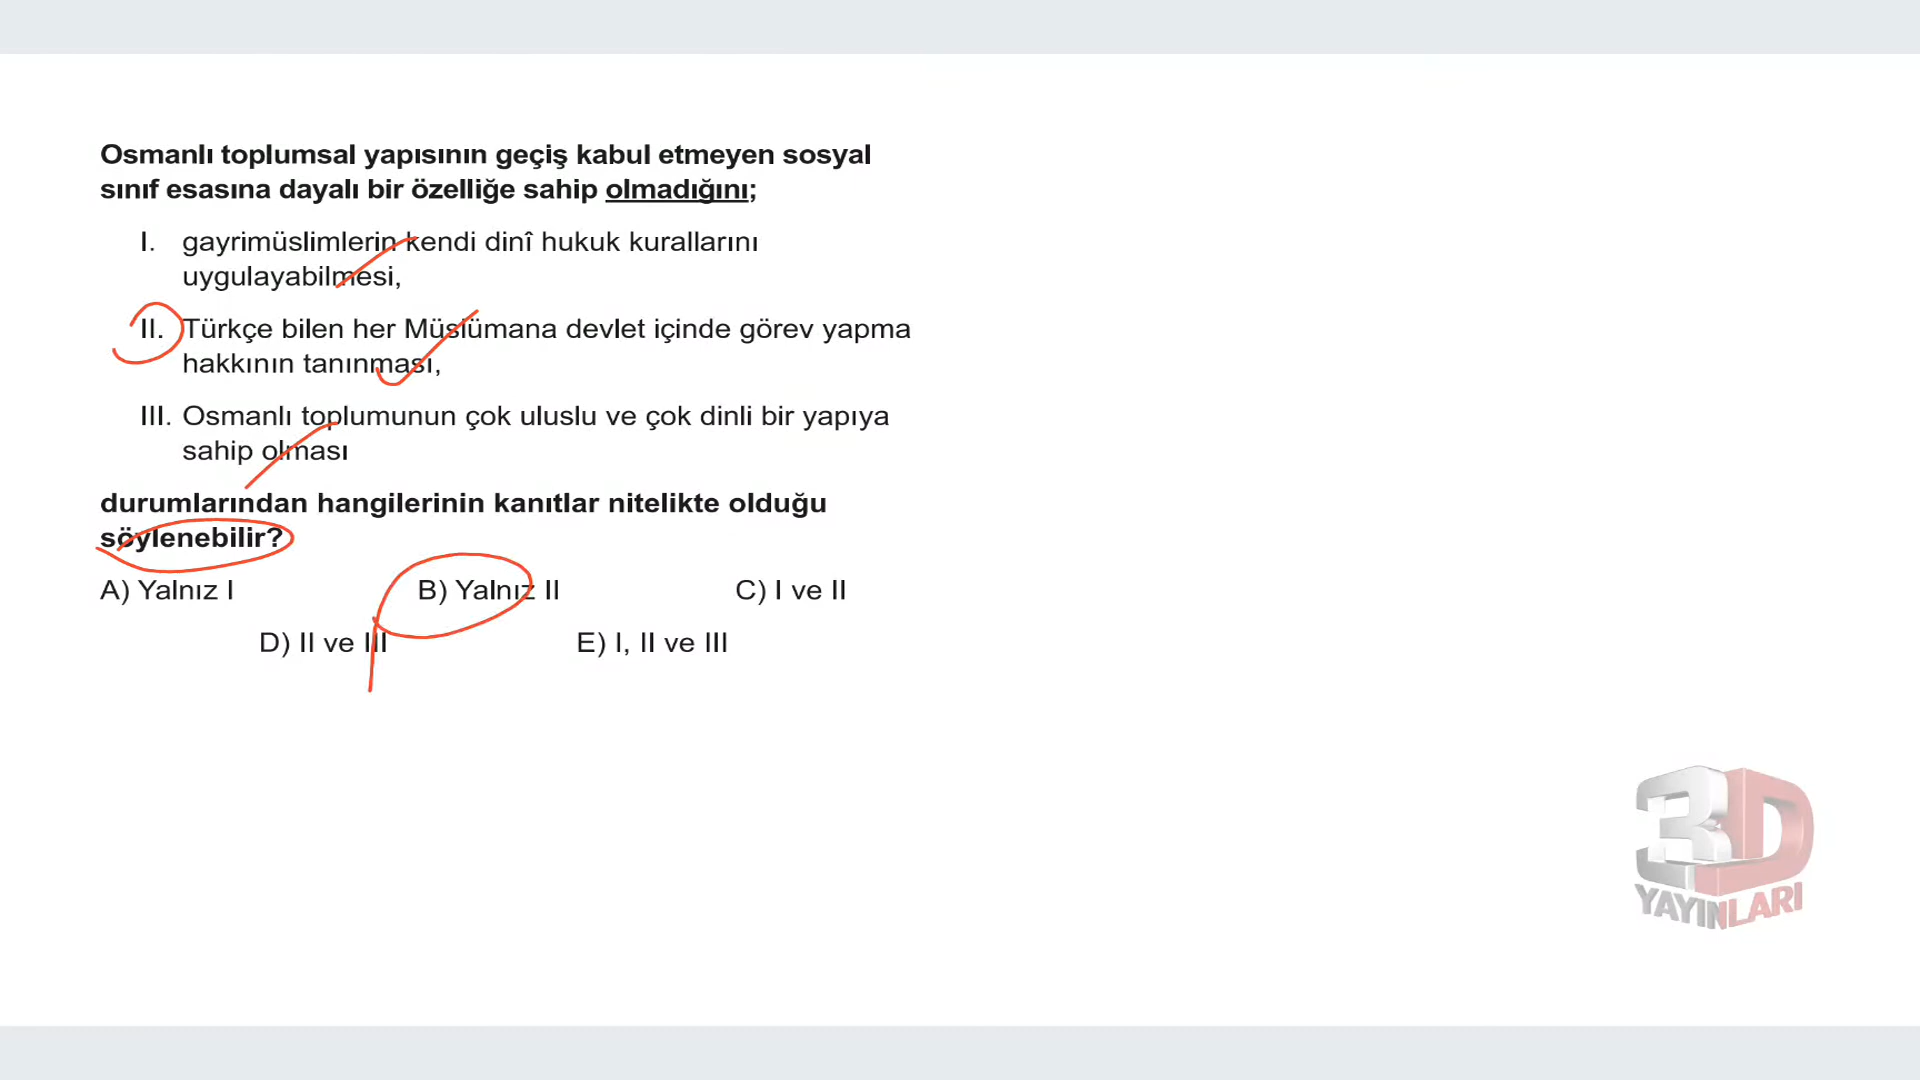 Osmanlı toplumsal yapısının geçiş kabul etmeyen sosyal
sınıf esasına dayalı bir özelliğe sahip olmadığını;
I. gayrimüslimlerin kendi dinî hukuk kurallarını
uygulayabilmesi,
II. Türkçe bilen her Müslümana devlet içinde görev yapma
hakkının tanınması,
III. Osmanlı toplumunun çok uluslu ve çok dinli bir yapıya
sahip olması
durumlarından hangilerinin kanıtlar nitelikte olduğu
söylenebilir?
A) Yalnız I B) Yalnız II C) I ve II
D) II ve III E) I, II ve III
3D
YAYINLARI